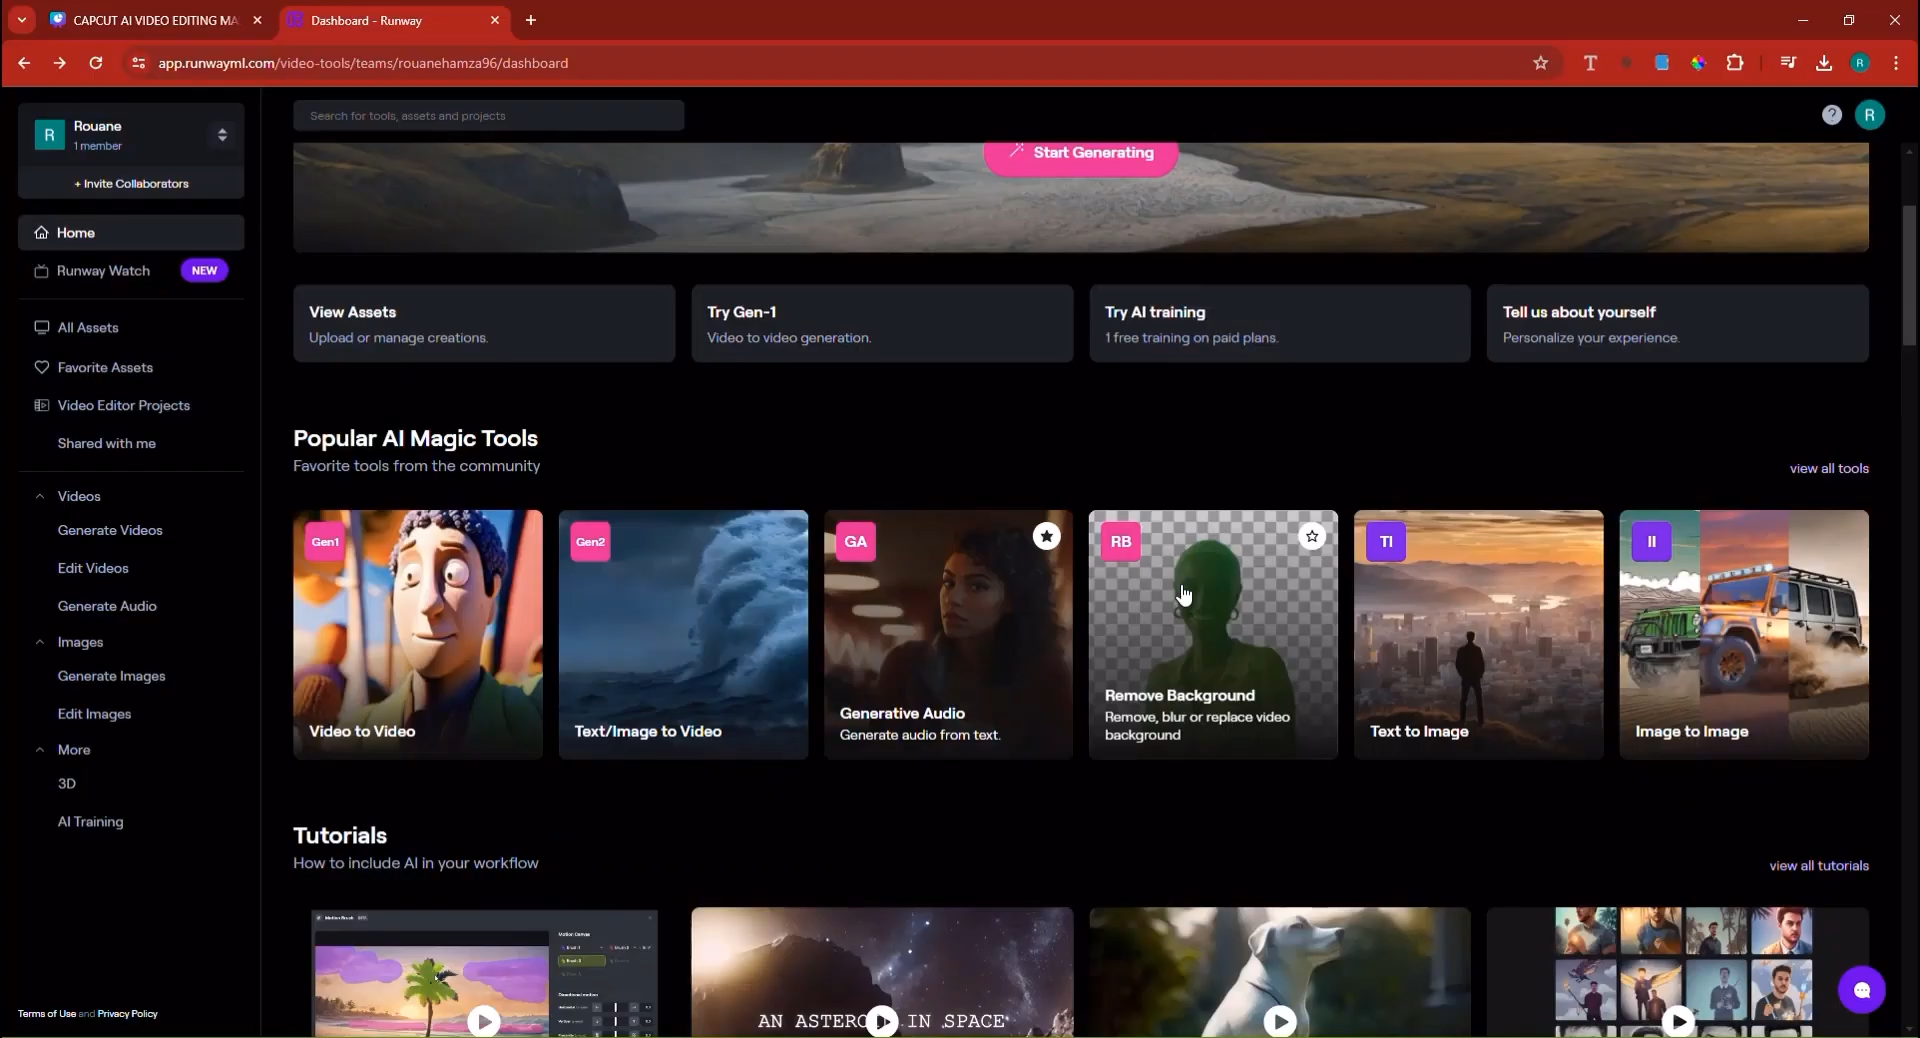 CAPCUT AI VIDEO EDITING MA
Dashboard - Runway
app.runwayml.com/video-tools/teams/rouanehamza96/dashboard
R
R
Rouane
1 member
+ Invite Collaborators
Search for tools, assets and projects
?
R
Home
Runway Watch
NEW
All Assets
Favorite Assets
Video Editor Projects
Shared with me
Videos
Generate Videos
Edit Videos
Generate Audio
Images
Generate Images
Edit Images
More
3D
AI Training
Terms of Use and Privacy Policy
Start Generating
View Assets
Upload or manage creations.
Try Gen-1
Video to video generation.
Try AI training
1 free training on paid plans.
Tell us about yourself
Personalize your experience.
Popular AI Magic Tools
Favorite tools from the community
view all tools
Gen1
Video to Video
Gen2
Text/Image to Video
GA
Generative Audio
Generate audio from text.
RB
Remove Background
Remove, blur or replace video
background
TI
Text to Image
II
Image to Image
Tutorials
How to include AI in your workflow
view all tutorials
Motion Brush
Motion Canvas
AN ASTERO IN SPACE